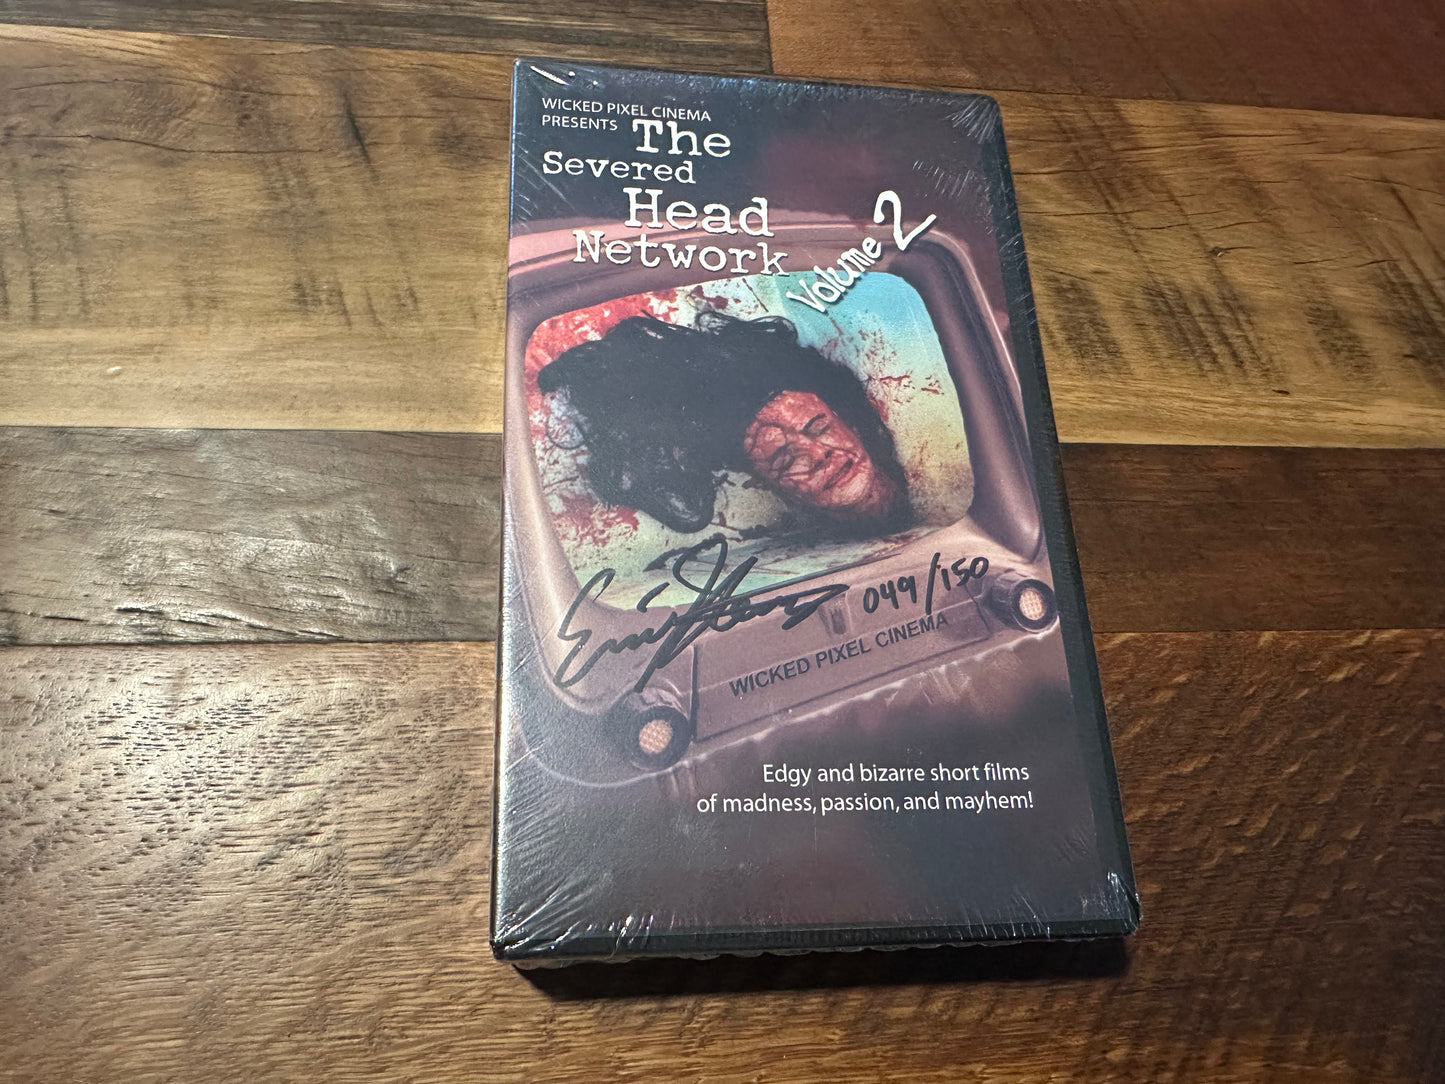 WICKED PIXEL CINEMA
PRESENTS The
Severed
Head
Network
Volume 2
049/150
WICKED PIXEL CINEMA
Edgy and bizarre short films
of madness, passion, and mayhem!